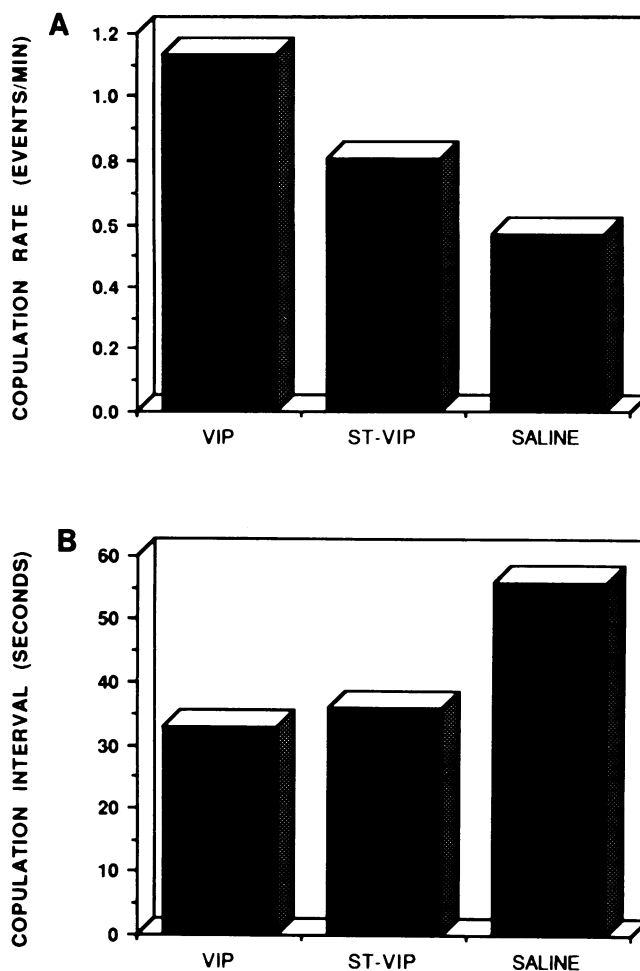 A
COPULATION RATE (EVENTS/MIN)
1.2
1.0
0.8
0.5
0.4
0.2
0.0
VIP ST-VIP SALINE
B
COPULATION INTERVAL (SECONDS)
60
50
40
30
20
10
0
VIP ST-VIP SALINE